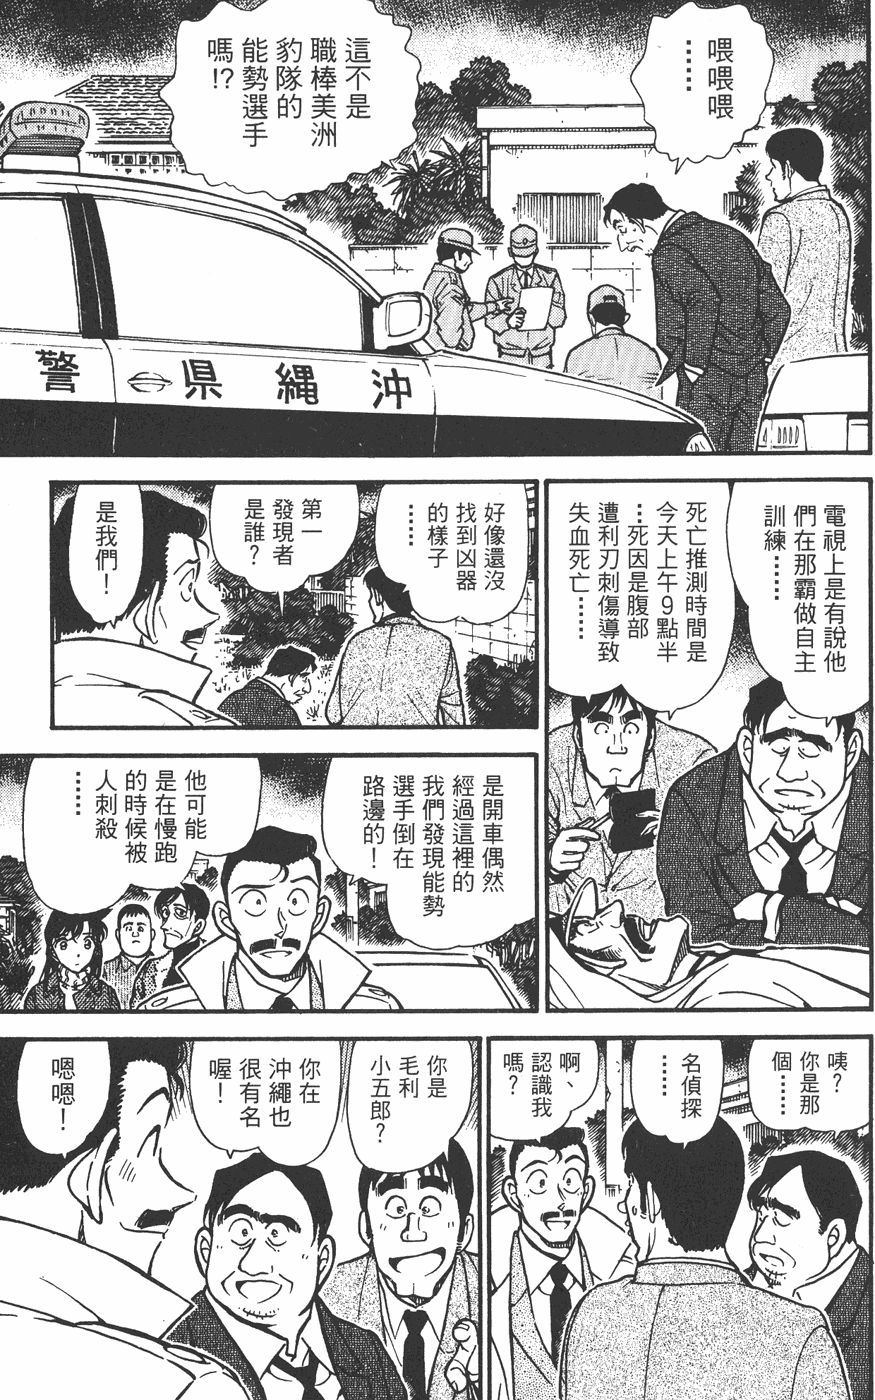 喂喂喂
……
這不是
職棒美洲
豹隊的
能勢選手
嗎!?
沖縄県警
電視上是有說他
們在那霸做自主
訓練……
死亡推測時間是
今天上午9點半
…死因是腹部
遭利刃刺傷導致
失血死亡……
好像還沒
找到凶器
的樣子
……
第一
發現者
是誰?
是我們!
是開車偶然
經過這裡的
我們發現能勢
選手倒在
路邊的!
他可能
是在慢跑
的時候被
人刺殺
……
咦?
你是那
個……
名偵探
……
啊、
認識我
嗎?
你是
毛利
小五郎?
你在
沖繩也
很有名
喔!
嗯嗯!